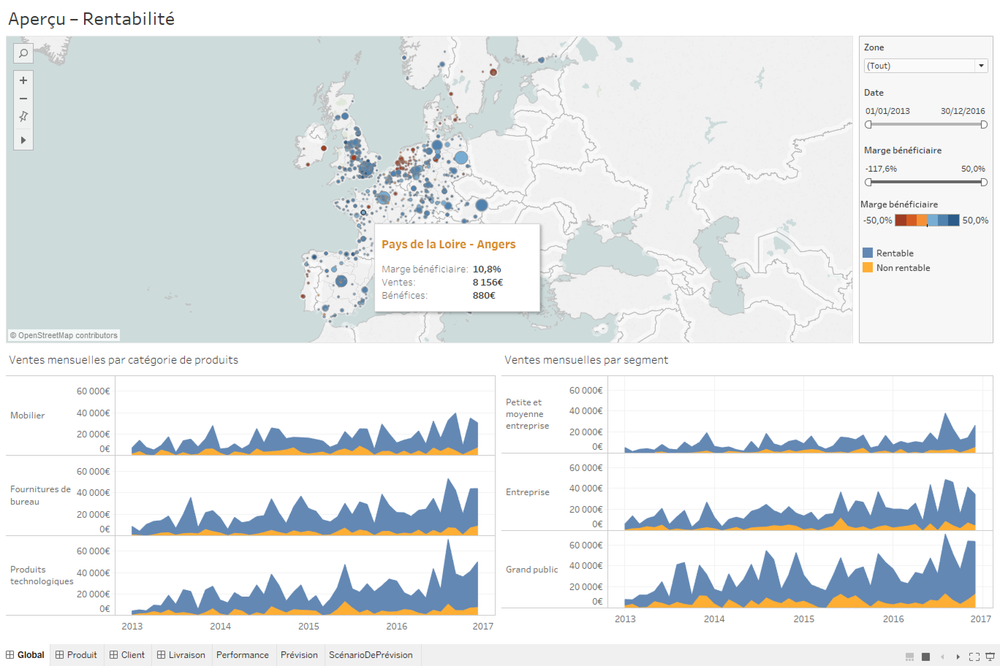 Aperçu – Rentabilité
Zone
(Tout)
Date
01/01/2013 30/12/2016
Marge bénéficiaire
-117,6% 50,0%
Marge bénéficiaire
-50,0% 50,0%
Rentable
Non rentable
Pays de la Loire - Angers
Marge bénéficiaire: 10,8%
Ventes: 8 156€
Bénéfices: 880€
© OpenStreetMap contributors
Ventes mensuelles par catégorie de produits
Mobilier
60 000€
40 000€
20 000€
0€
Fournitures de
bureau
60 000€
40 000€
20 000€
0€
Produits
technologiques
60 000€
40 000€
20 000€
0€
2013 2014 2015 2016 2017
Ventes mensuelles par segment
Petite et
moyenne
entreprise
60 000€
40 000€
20 000€
0€
Entreprise
60 000€
40 000€
20 000€
0€
Grand public
60 000€
40 000€
20 000€
0€
2013 2014 2015 2016 2017
Global Produit Client Livraison Performance Prévision ScénarioDePrévision